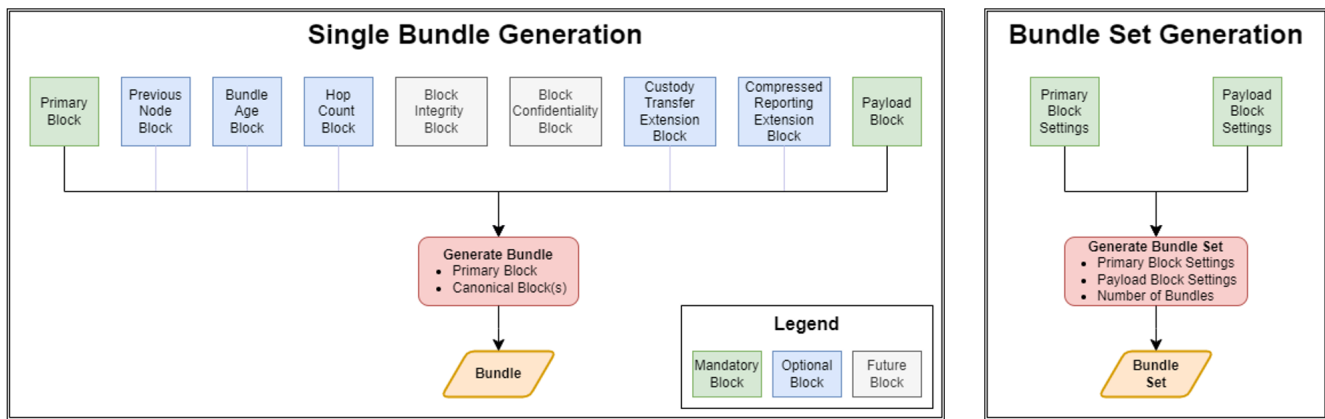 Single Bundle Generation
Primary
Block
Previous
Node
Block
Bundle
Age
Block
Hop
Count
Block
Block
Integrity
Block
Block
Confidentiality
Block
Custody
Transfer
Extension
Block
Compressed
Reporting
Extension
Block
Payload
Block
Generate Bundle
• Primary Block
• Canonical Block(s)
Bundle
Legend
Mandatory
Block
Optional
Block
Future
Block
Bundle Set Generation
Primary
Block
Settings
Payload
Block
Settings
Generate Bundle Set
• Primary Block Settings
• Payload Block Settings
• Number of Bundles
Bundle
Set